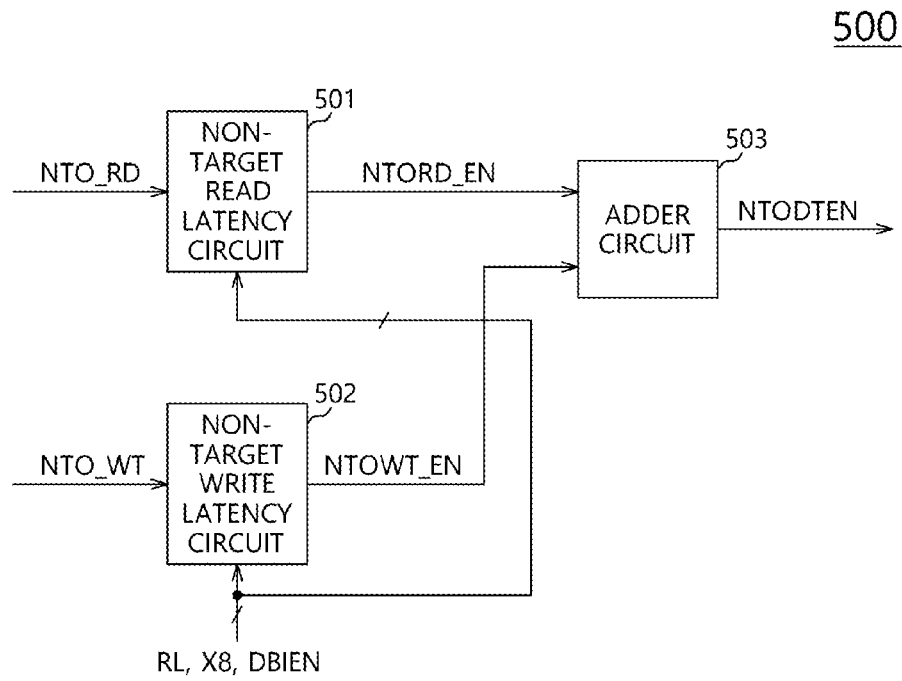 500
501
NON-
TARGET
READ
LATENCY
CIRCUIT
NTO_RD
NTORD_EN
503
ADDER
CIRCUIT
NTODTEN
502
NON-
TARGET
WRITE
LATENCY
CIRCUIT
NTO_WT
NTOWT_EN
RL, X8, DBIEN